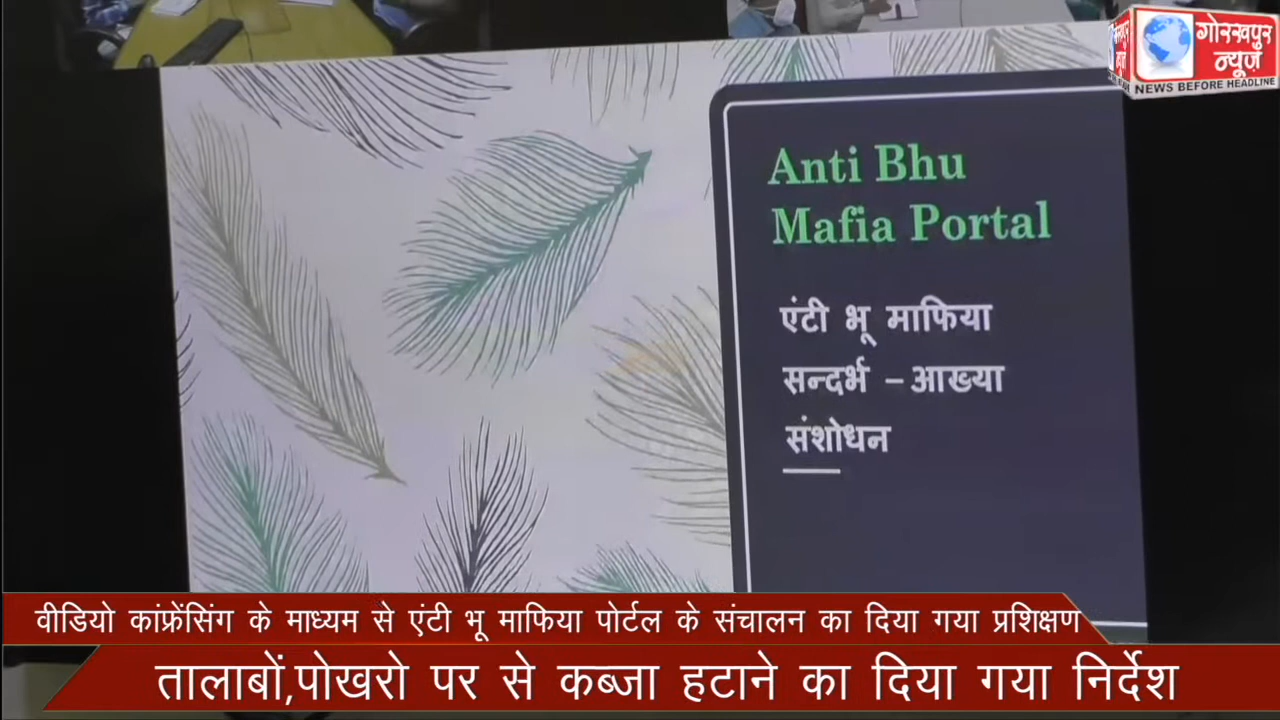 गोरखपुर
न्यूज़
NEWS BEFORE HEADLINE
Anti Bhu
Mafia Portal
एंटी भू माफिया
सन्दर्भ – आख्या
संशोधन
वीडियो कांफ्रेंसिंग के माध्यम से एंटी भू माफिया पोर्टल के संचालन का दिया गया प्रशिक्षण
तालाबों,पोखरो पर से कब्जा हटाने का दिया गया निर्देश